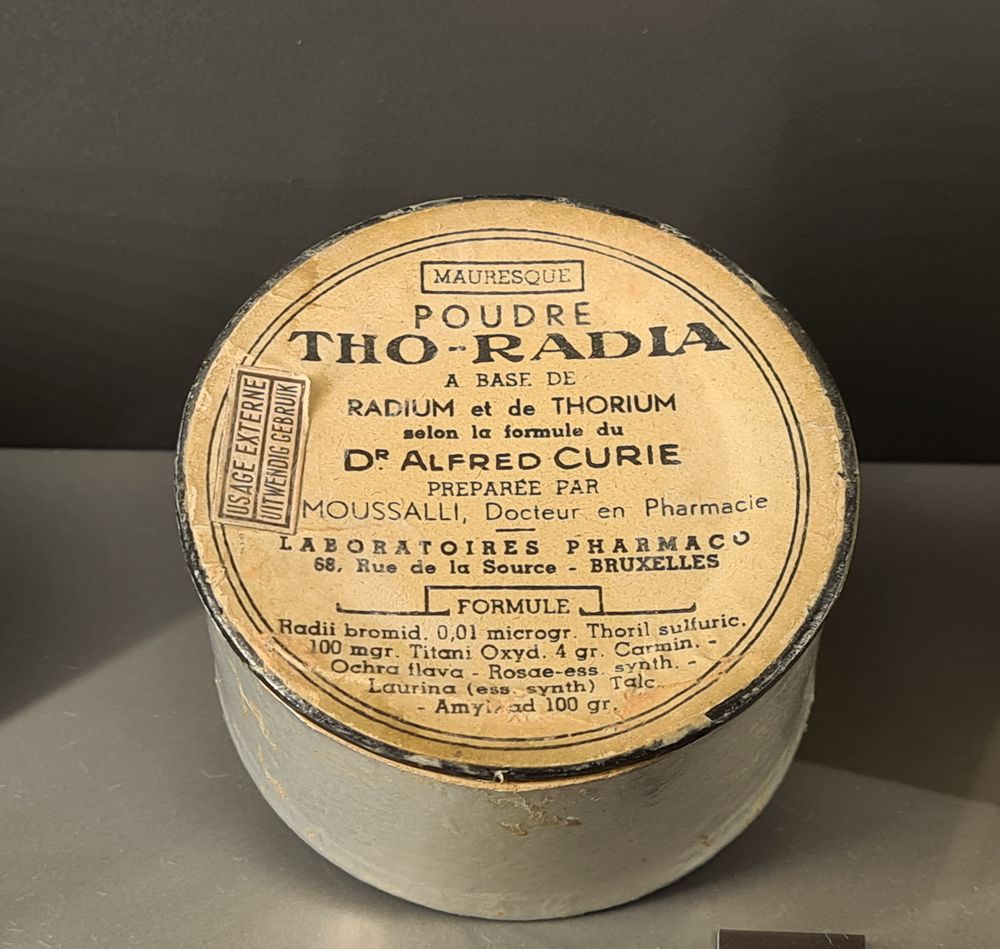 MAURESQUE
POUDRE
THO-RADIA
A BASE DE
RADIUM et de THORIUM
selon la formule du
DR ALFRED CURIE
PREPARÉE PAR
MOUSSALLI, Docteur en Pharmacie
LABORATOIRES PHARMACO
68, Rue de la Source - BRUXELLES
FORMULE
Radii bromid. 0,01 microgr. Thorii sulfuric.
100 mgr. Titani Oxyd. 4 gr. Carmin. -
Ochra flava - Rosae-ess. synth. -
Laurina (ess. synth) Talc.
- ad 100 gr.
USAGE EXTERNE
UITWENDIG GEBRUIK